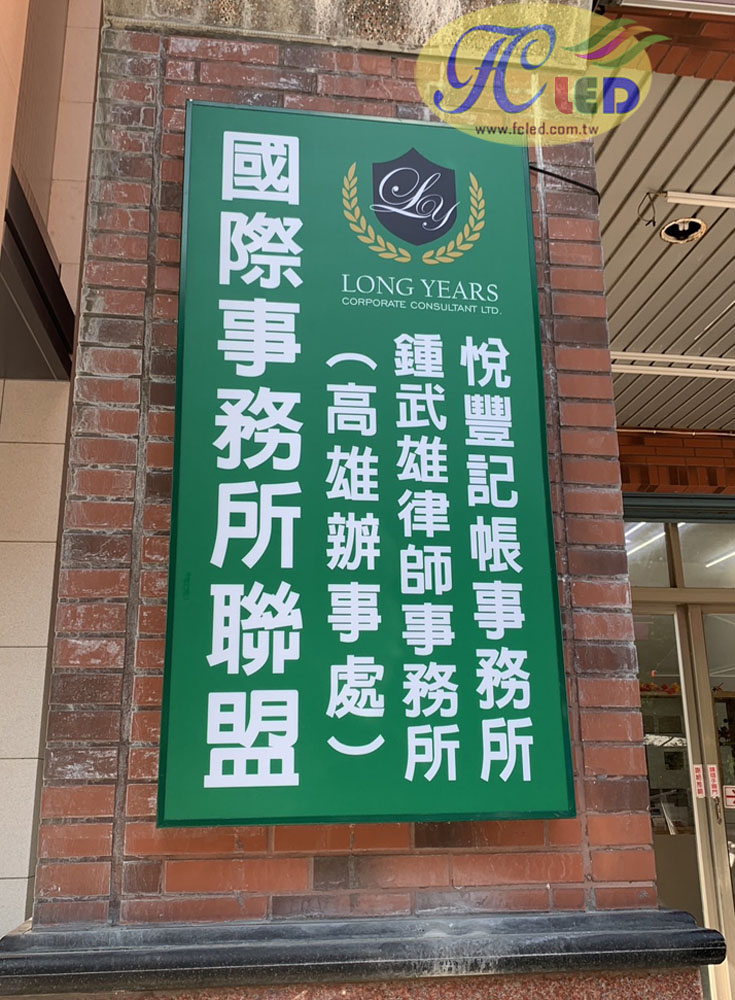 FC LED
www.fcled.com.tw
Ly
LONG YEARS
CORPORATE CONSULTANT LTD.
悅豐記帳事務所
鍾武雄律師事務所
(高雄辦事處)
國際事務所聯盟